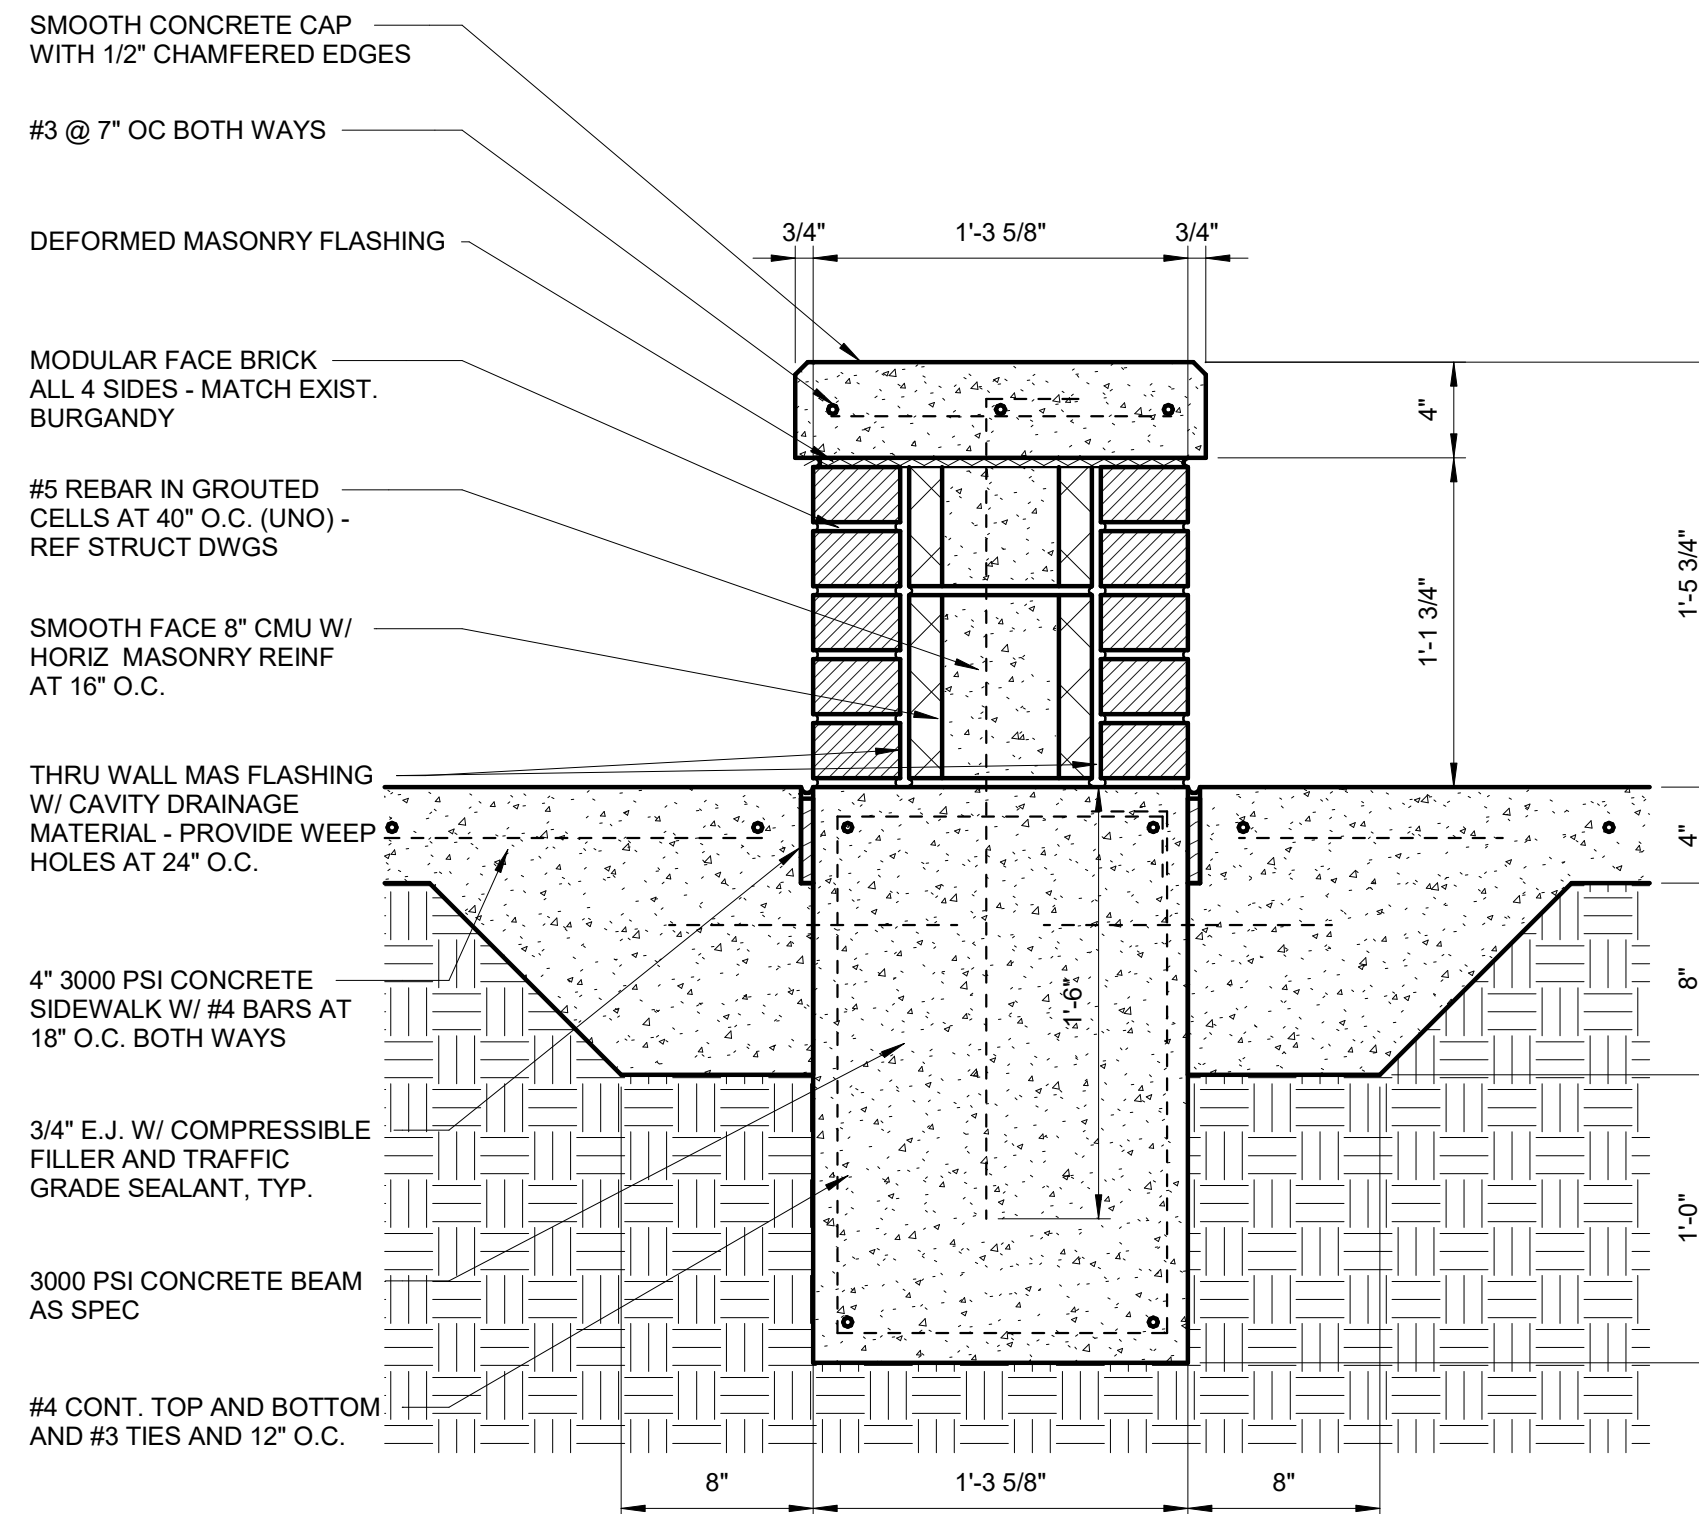 SMOOTH CONCRETE CAP
WITH 1/2" CHAMFERED EDGES
#3 @ 7" OC BOTH WAYS
DEFORMED MASONRY FLASHING
3/4" 1'-3 5/8" 3/4"
MODULAR FACE BRICK
ALL 4 SIDES - MATCH EXIST.
BURGANDY
4"
#5 REBAR IN GROUTED
CELLS AT 40" O.C. (UNO) -
REF STRUCT DWGS
1'-5 3/4"
1'-1 3/4"
SMOOTH FACE 8" CMU W/
HORIZ MASONRY REINF
AT 16" O.C.
THRU WALL MAS FLASHING
W/ CAVITY DRAINAGE
MATERIAL - PROVIDE WEEP
HOLES AT 24" O.C.
4"
4" 3000 PSI CONCRETE
SIDEWALK W/ #4 BARS AT
18" O.C. BOTH WAYS
1'-6"
8"
3/4" E.J. W/ COMPRESSIBLE
FILLER AND TRAFFIC
GRADE SEALANT, TYP.
1'-0"
3000 PSI CONCRETE BEAM
AS SPEC
#4 CONT. TOP AND BOTTOM
AND #3 TIES AND 12" O.C.
8" 1'-3 5/8" 8"